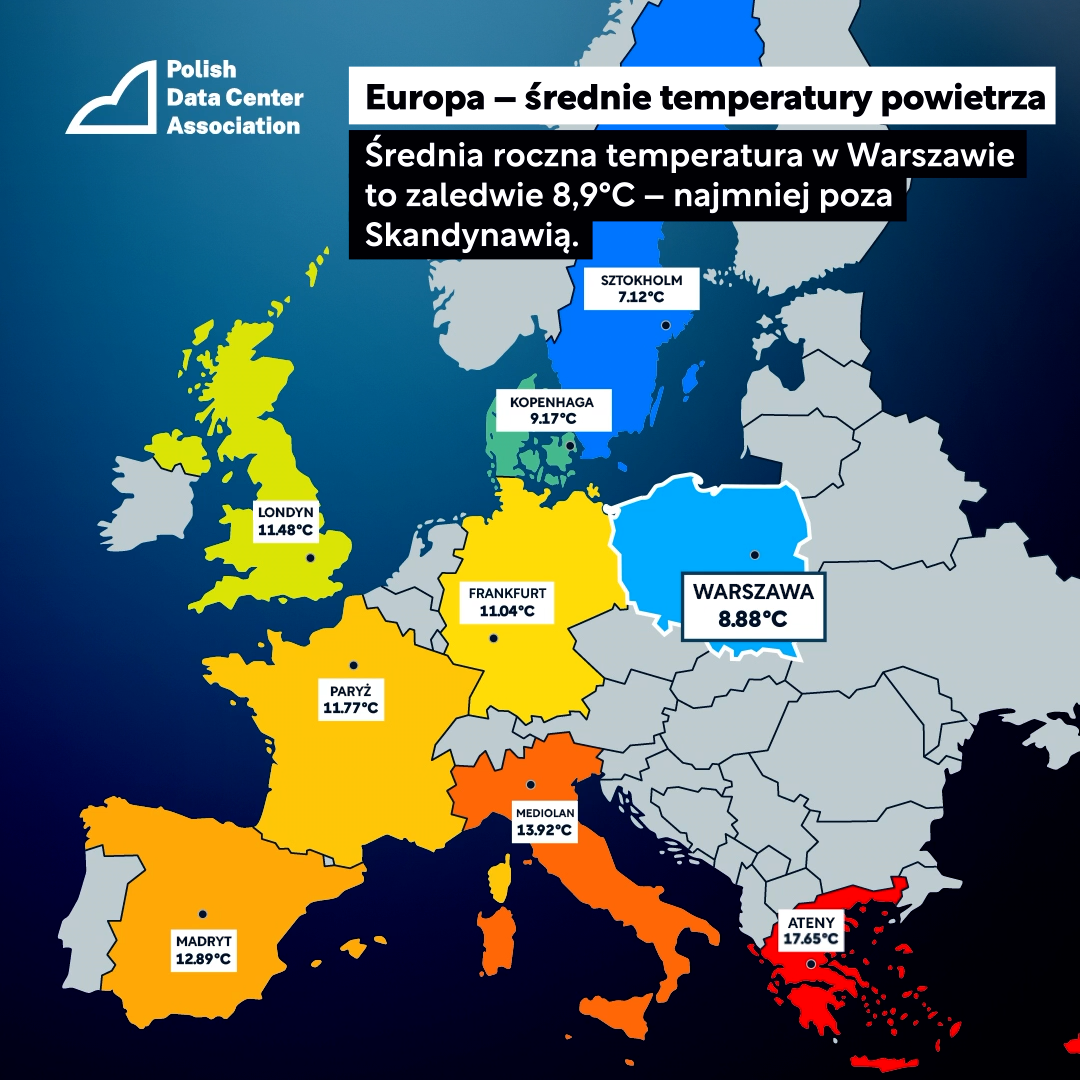 Polish
Data Center
Association
Europa – średnie temperatury powietrza
Średnia roczna temperatura w Warszawie
to zaledwie 8,9°C – najmniej poza
Skandynawią.
SZTOKHOLM
7.12°C
KOPENHAGA
9.17°C
LONDYN
11.48°C
FRANKFURT
11.04°C
WARSZAWA
8.88°C
PARYŻ
11.77°C
MEDIOLAN
13.92°C
MADRYT
12.89°C
ATENY
17.65°C